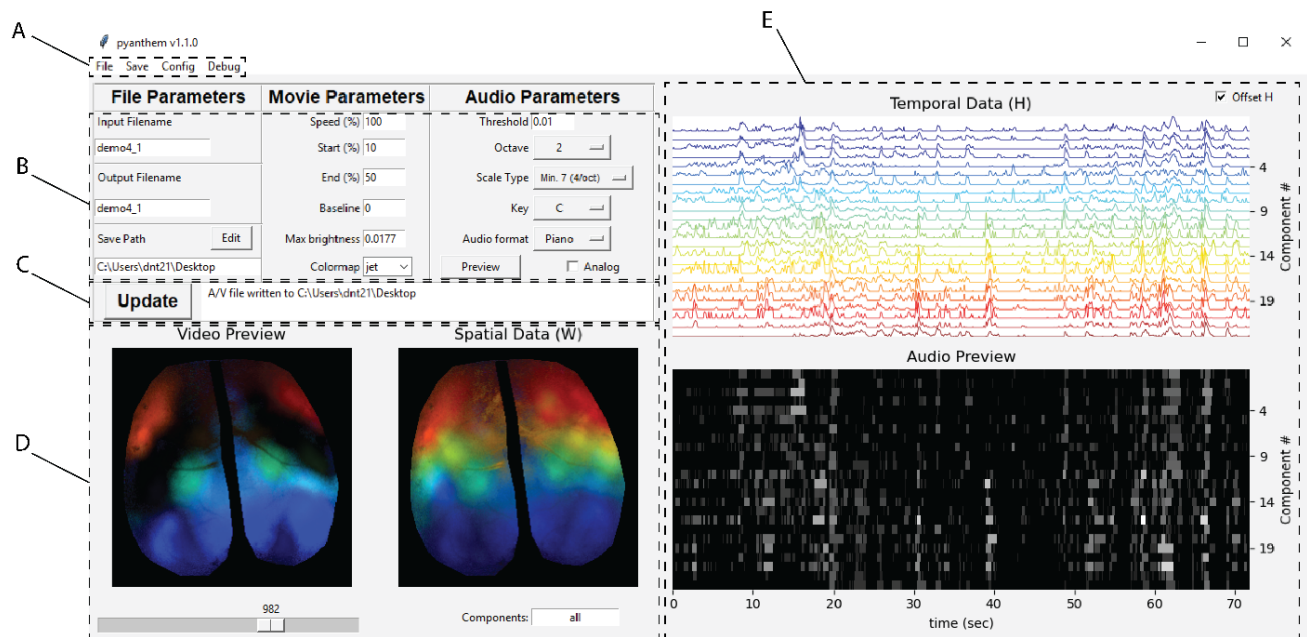 A
E
pyanthem v1.1.0
File Save Config Debug
File Parameters Movie Parameters Audio Parameters
Input Filename Speed (%) 100 Threshold 0.01
demo4_1 Start (%) 10 Octave 2
B
Output Filename End (%) 50 Scale Type Min. 7 (4/oct)
demo4_1 Baseline 0 Key C
Save Path Edit Max brightness 0.0177 Audio format Piano
C:\Users\dnt21\Desktop Colormap jet Preview Analog
C
Update A/V file written to C:\Users\dnt21\Desktop
D
Video Preview Spatial Data (W)
982
Components: all
Temporal Data (H) Offset H
4
9
14
19
Component #
Audio Preview
4
9
14
19
Component #
0 10 20 30 40 50 60 70
time (sec)